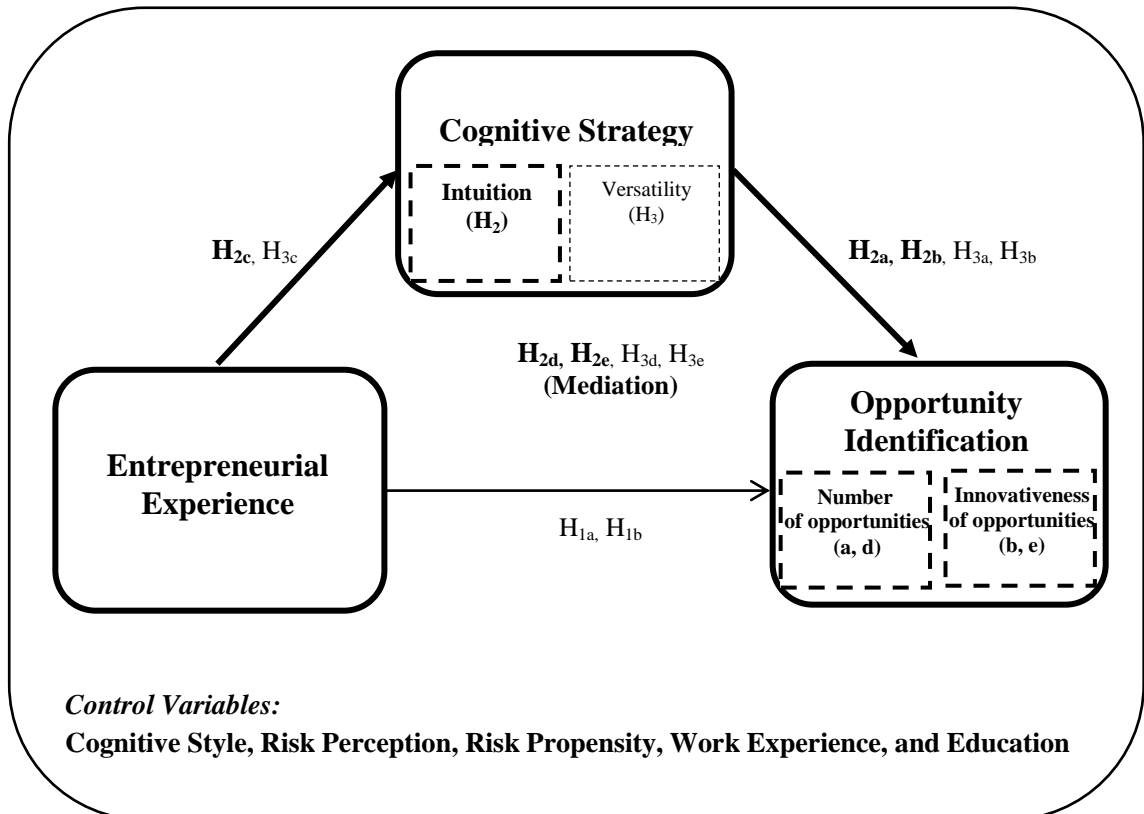 Cognitive Strategy
Intuition
(H2)
Versatility
(H3)
H2c, H3c
H2a, H2b, H3a, H3b
H2d, H2e, H3d, H3e
(Mediation)
Entrepreneurial
Experience
Opportunity
Identification
Number
of opportunities
(a, d)
Innovativeness
of opportunities
(b, e)
H1a, H1b
Control Variables:
Cognitive Style, Risk Perception, Risk Propensity, Work Experience, and Education